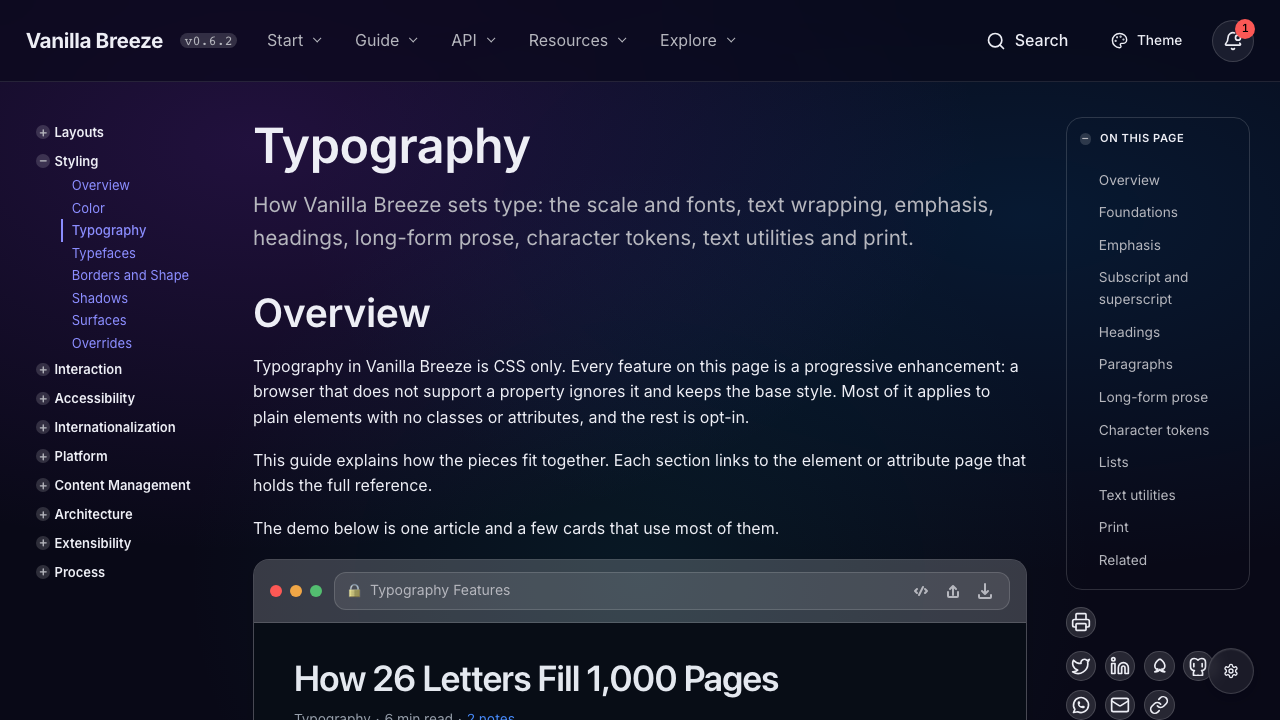 Vanilla Breeze v0.6.2 Start Guide API Resources Explore Search Theme 1
Layouts
Styling
Overview
Color
Typography
Typefaces
Borders and Shape
Shadows
Surfaces
Overrides
Interaction
Accessibility
Internationalization
Platform
Content Management
Architecture
Extensibility
Process
Typography
How Vanilla Breeze sets type: the scale and fonts, text wrapping, emphasis,
headings, long-form prose, character tokens, text utilities and print.
Overview
Typography in Vanilla Breeze is CSS only. Every feature on this page is a progressive enhancement: a
browser that does not support a property ignores it and keeps the base style. Most of it applies to
plain elements with no classes or attributes, and the rest is opt-in.
This guide explains how the pieces fit together. Each section links to the element or attribute page that
holds the full reference.
The demo below is one article and a few cards that use most of them.
Typography Features
How 26 Letters Fill 1,000 Pages
Typography · 6 min read · 2 notes
ON THIS PAGE
Overview
Foundations
Emphasis
Subscript and
superscript
Headings
Paragraphs
Long-form prose
Character tokens
Lists
Text utilities
Print
Related